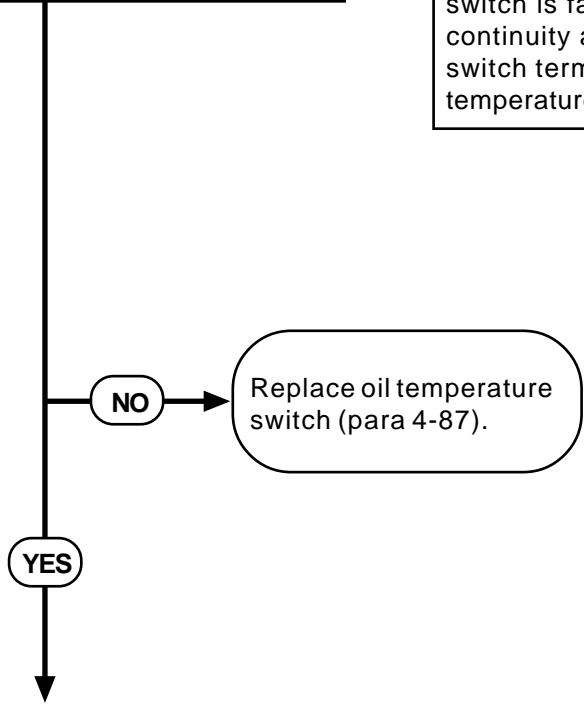 switch is fa
continuity a
switch term
temperature
NO
Replace oil temperature
switch (para 4-87).
YES